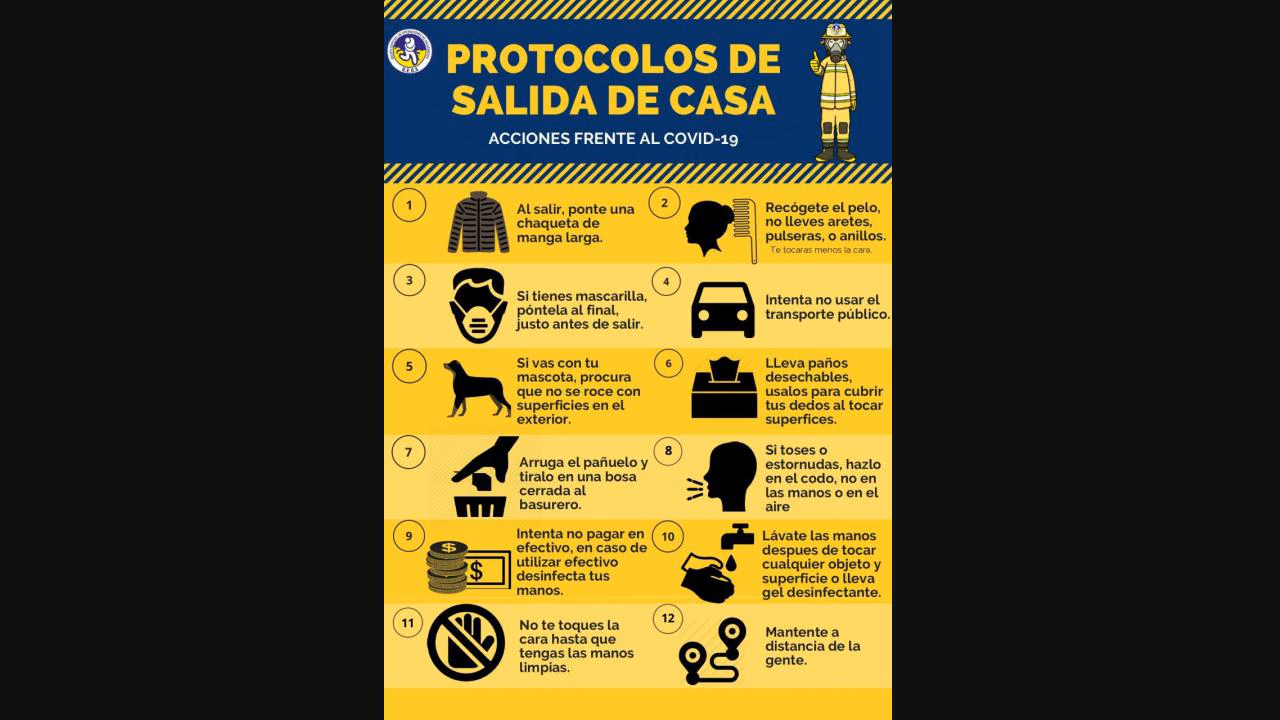 PROTOCOLOS DE
SALIDA DE CASA
ACCIONES FRENTE AL COVID-19
1
Al salir, ponte una
chaqueta de
manga larga.
2
Recógete el pelo,
no lleves aretes,
pulseras, o anillos.
Te tocaras menos la cara.
3
Si tienes mascarilla,
póntela al final,
justo antes de salir.
4
Intenta no usar el
transporte público.
5
Si vas con tu
mascota, procura
que no se roce con
superficies en el
exterior.
6
LLeva paños
desechables,
usalos para cubrir
tus dedos al tocar
superfices.
7
Arruga el pañuelo y
tiralo en una bosa
cerrada al
basurero.
8
Si toses o
estornudas, hazlo
en el codo, no en
las manos o en el
aire
9
Intenta no pagar en
efectivo, en caso de
utilizar efectivo
desinfecta tus
manos.
10
Lávate las manos
despues de tocar
cualquier objeto y
superficie o lleva
gel desinfectante.
11
No te toques la
cara hasta que
tengas las manos
limpias.
12
Mantente a
distancia de la
gente.